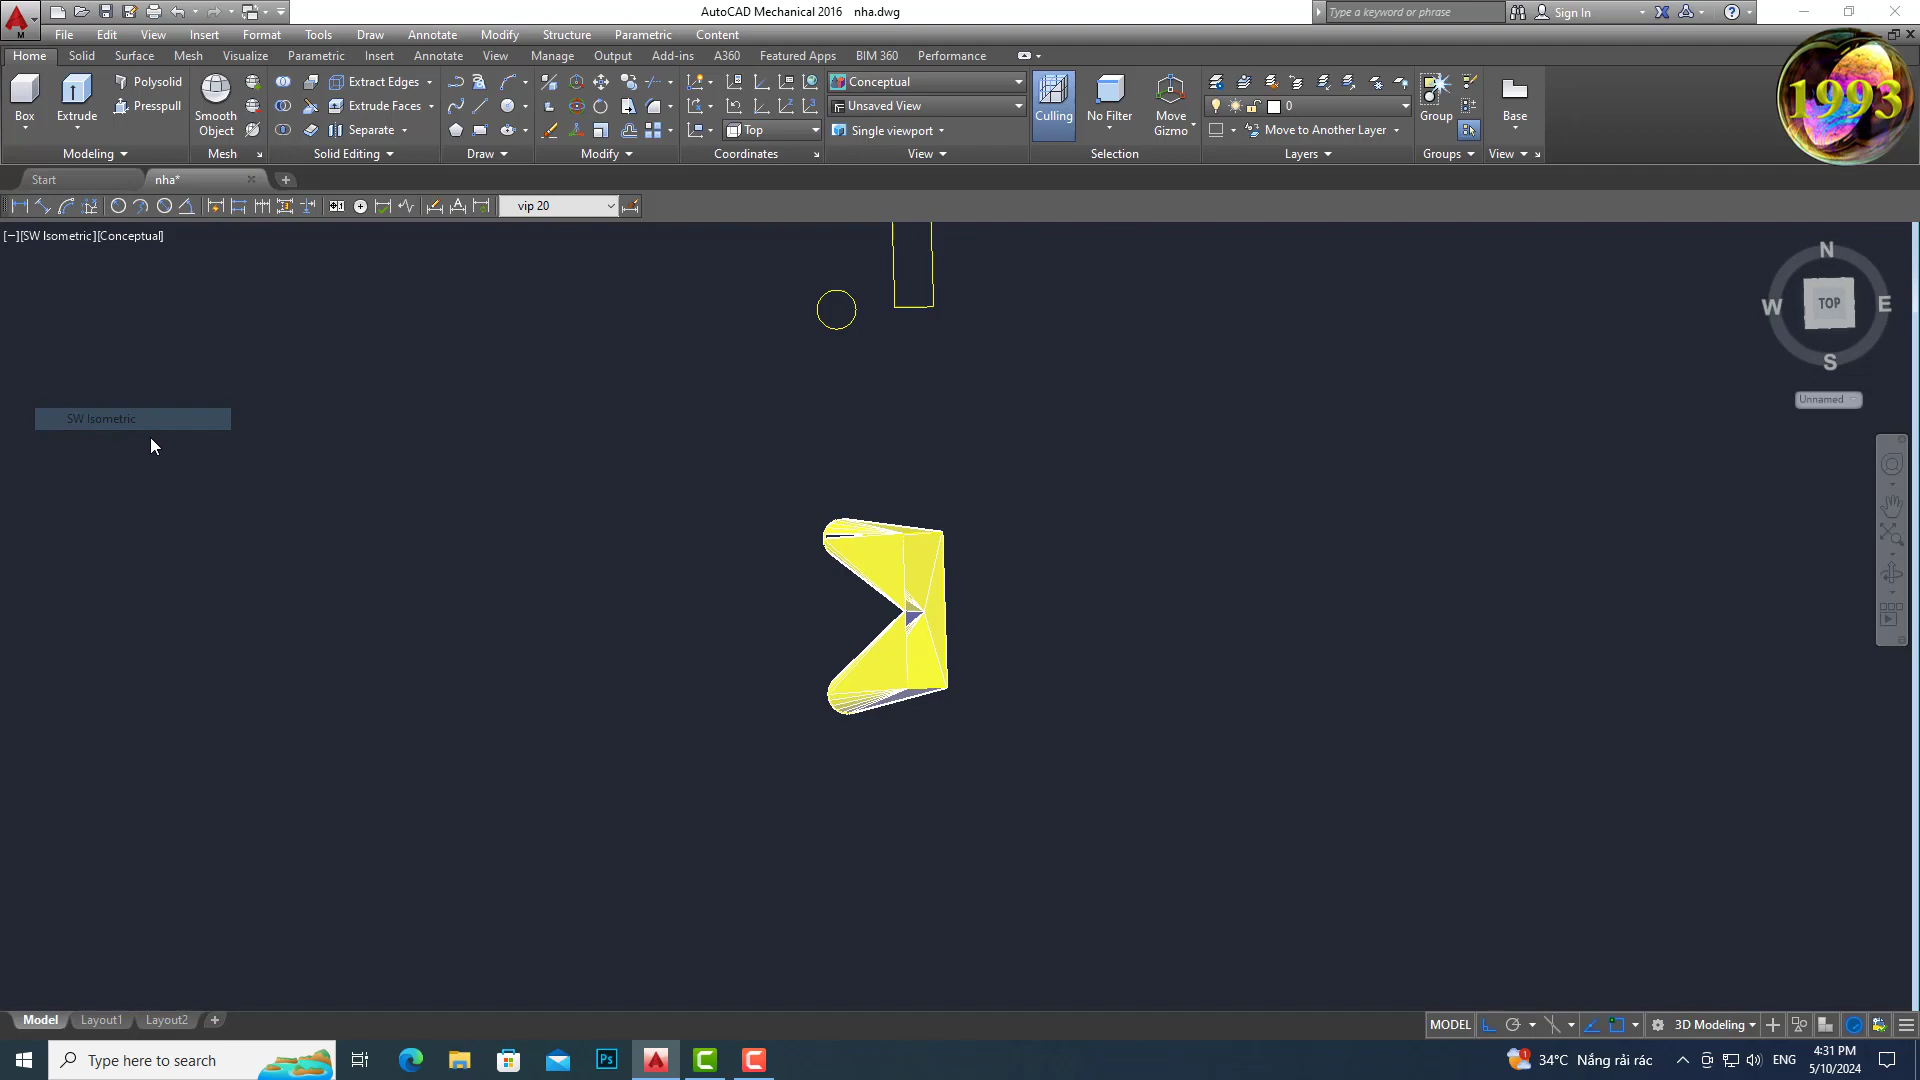 AutoCAD Mechanical 2016 nha.dwg
Type a keyword or phrase
Sign In
File Edit View Insert Format Tools Draw Annotate Modify Structure Parametric Content
Home Solid Surface Mesh Visualize Parametric Insert Annotate View Manage Output Add-ins A360 Featured Apps BIM 360 Performance
Box
Extrude
Polysolid
Presspull
Smooth
Object
Extract Edges
Extrude Faces
Separate
Top
Conceptual
Unsaved View
Single viewport
Culling
No Filter
Move
Gizmo
0
Move to Another Layer
Group
Base
1993
Modeling Mesh Solid Editing Draw Modify Coordinates View Selection Layers Groups View
Start nha*
vip 20
[−][SW Isometric][Conceptual]
N
W TOP E
S
Unnamed
SW Isometric
Model Layout1 Layout2
MODEL
3D Modeling
Type here to search
Ps
1
34°C Nắng rải rác
ENG
4:31 PM
5/10/2024